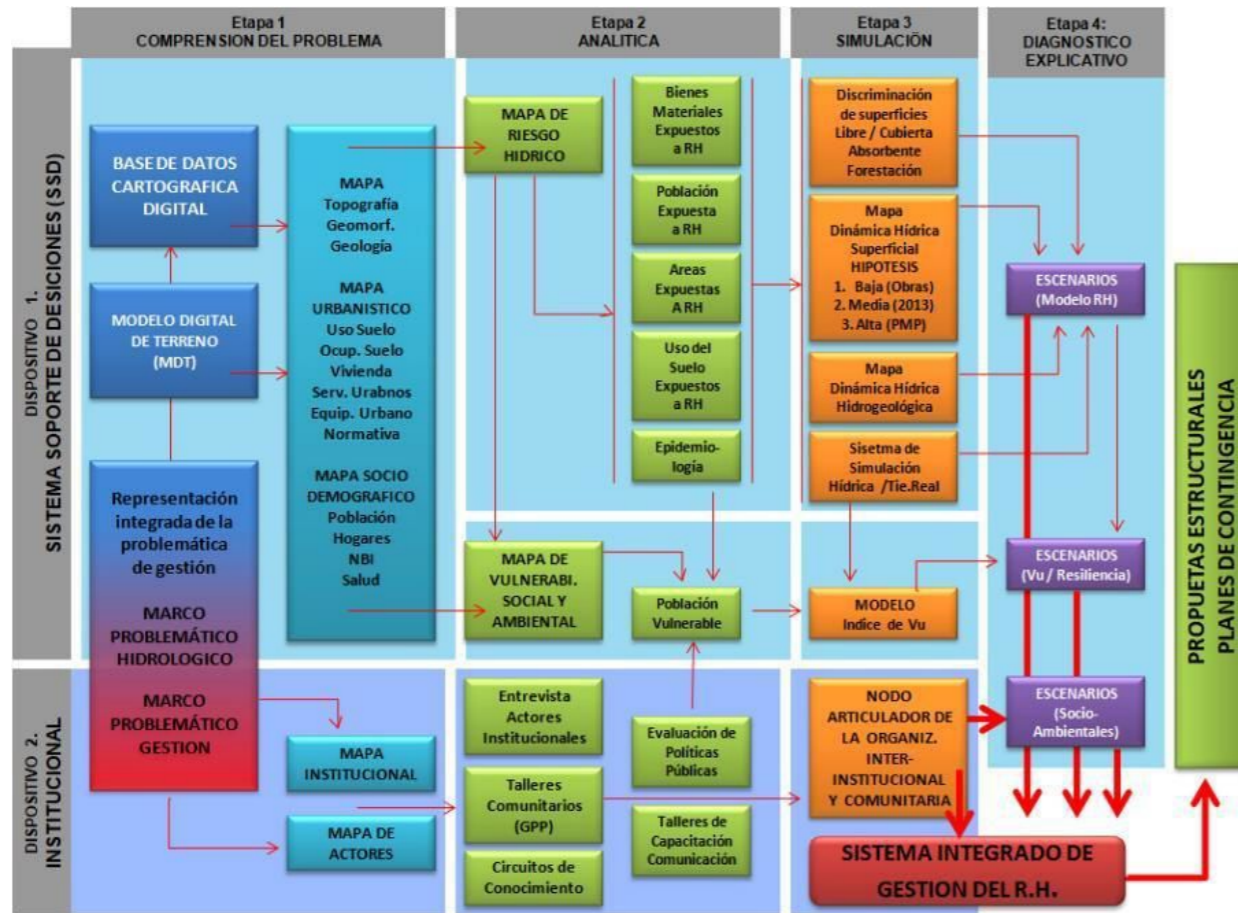 Etapa 1
COMPRENSION DEL PROBLEMA
Etapa 2
ANALITICA
Etapa 3
SIMULACIÓN
Etapa 4:
DIAGNOSTICO
EXPLICATIVO
DISPOSITIVO 1.
SISTEMA SOPORTE DE DESICIONES (SSD)
BASE DE DATOS
CARTOGRAFICA
DIGITAL
MODELO DIGITAL
DE TERRENO
(MDT)
Representación
integrada de la
problemática
de gestión
MARCO
PROBLEMÁTICO
HIDROLOGICO
MARCO
PROBLEMÁTICO
GESTION
MAPA
Topografía
Geomorf.
Geología
MAPA
URBANISTICO
Uso Suelo
Ocup. Suelo
Vivienda
Serv. Urabnos
Equip. Urbano
Normativa
MAPA SOCIO
DEMOGRAFICO
Población
Hogares
NBI
Salud
MAPA DE
RIESGO
HIDRICO
Bienes
Materiales
Expuestos
a RH
Población
Expuesta
a RH
Areas
Expuestas
A RH
Uso del
Suelo
Expuestos
a RH
Epidemio-
logía
MAPA DE
VULNERABI.
SOCIAL Y
AMBIENTAL
Población
Vulnerable
Discriminación
de superficies
Libre / Cubierta
Absorbente
Forestación
Mapa
Dinámica Hídrica
Superficial
HIPOTESIS
1. Baja (Obras)
2. Media (2013)
3. Alta (PMP)
Mapa
Dinámica Hídrica
Hidrogeológica
Sisetma de
Simulación
Hídrica /Tie.Real
MODELO
Indice de Vu
ESCENARIOS
(Modelo RH)
ESCENARIOS
(Vu / Resiliencia)
ESCENARIOS
(Socio-
Ambientales)
PROPUETAS ESTRUCTURALES
PLANES DE CONTINGENCIA
DISPOSITIVO 2.
INSTITUCIONAL
MAPA
INSTITUCIONAL
MAPA DE
ACTORES
Entrevista
Actores
Institucionales
Talleres
Comunitarios
(GPP)
Circuitos de
Conocimiento
Evaluación de
Políticas
Públicas
Talleres de
Capacitación
Comunicación
NODO
ARTICULADOR DE
LA ORGANIZ.
INTER-
INSTITUCIONAL
Y COMUNITARIA
SISTEMA INTEGRADO DE
GESTION DEL R.H.